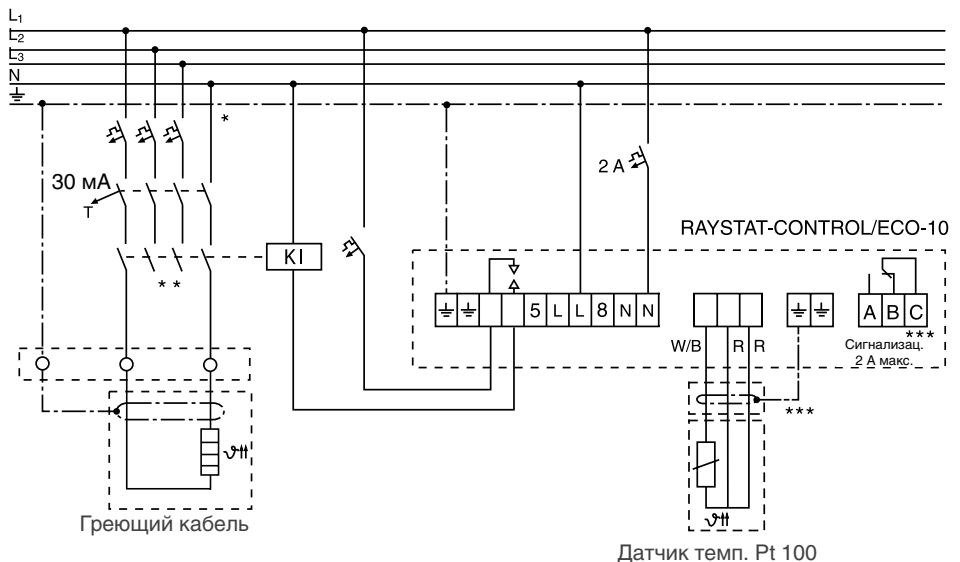 L1
L2
L3
N
*
30 мА
T
* *
KI
2 А
RAYSTAT-CONTROL/ECO-10
5 L L 8 N N
A B C
W/B R R
***
Сигнализац.
2 А макс.
***
ϑ
Греющий кабель
ϑ
Датчик темп. Pt 100